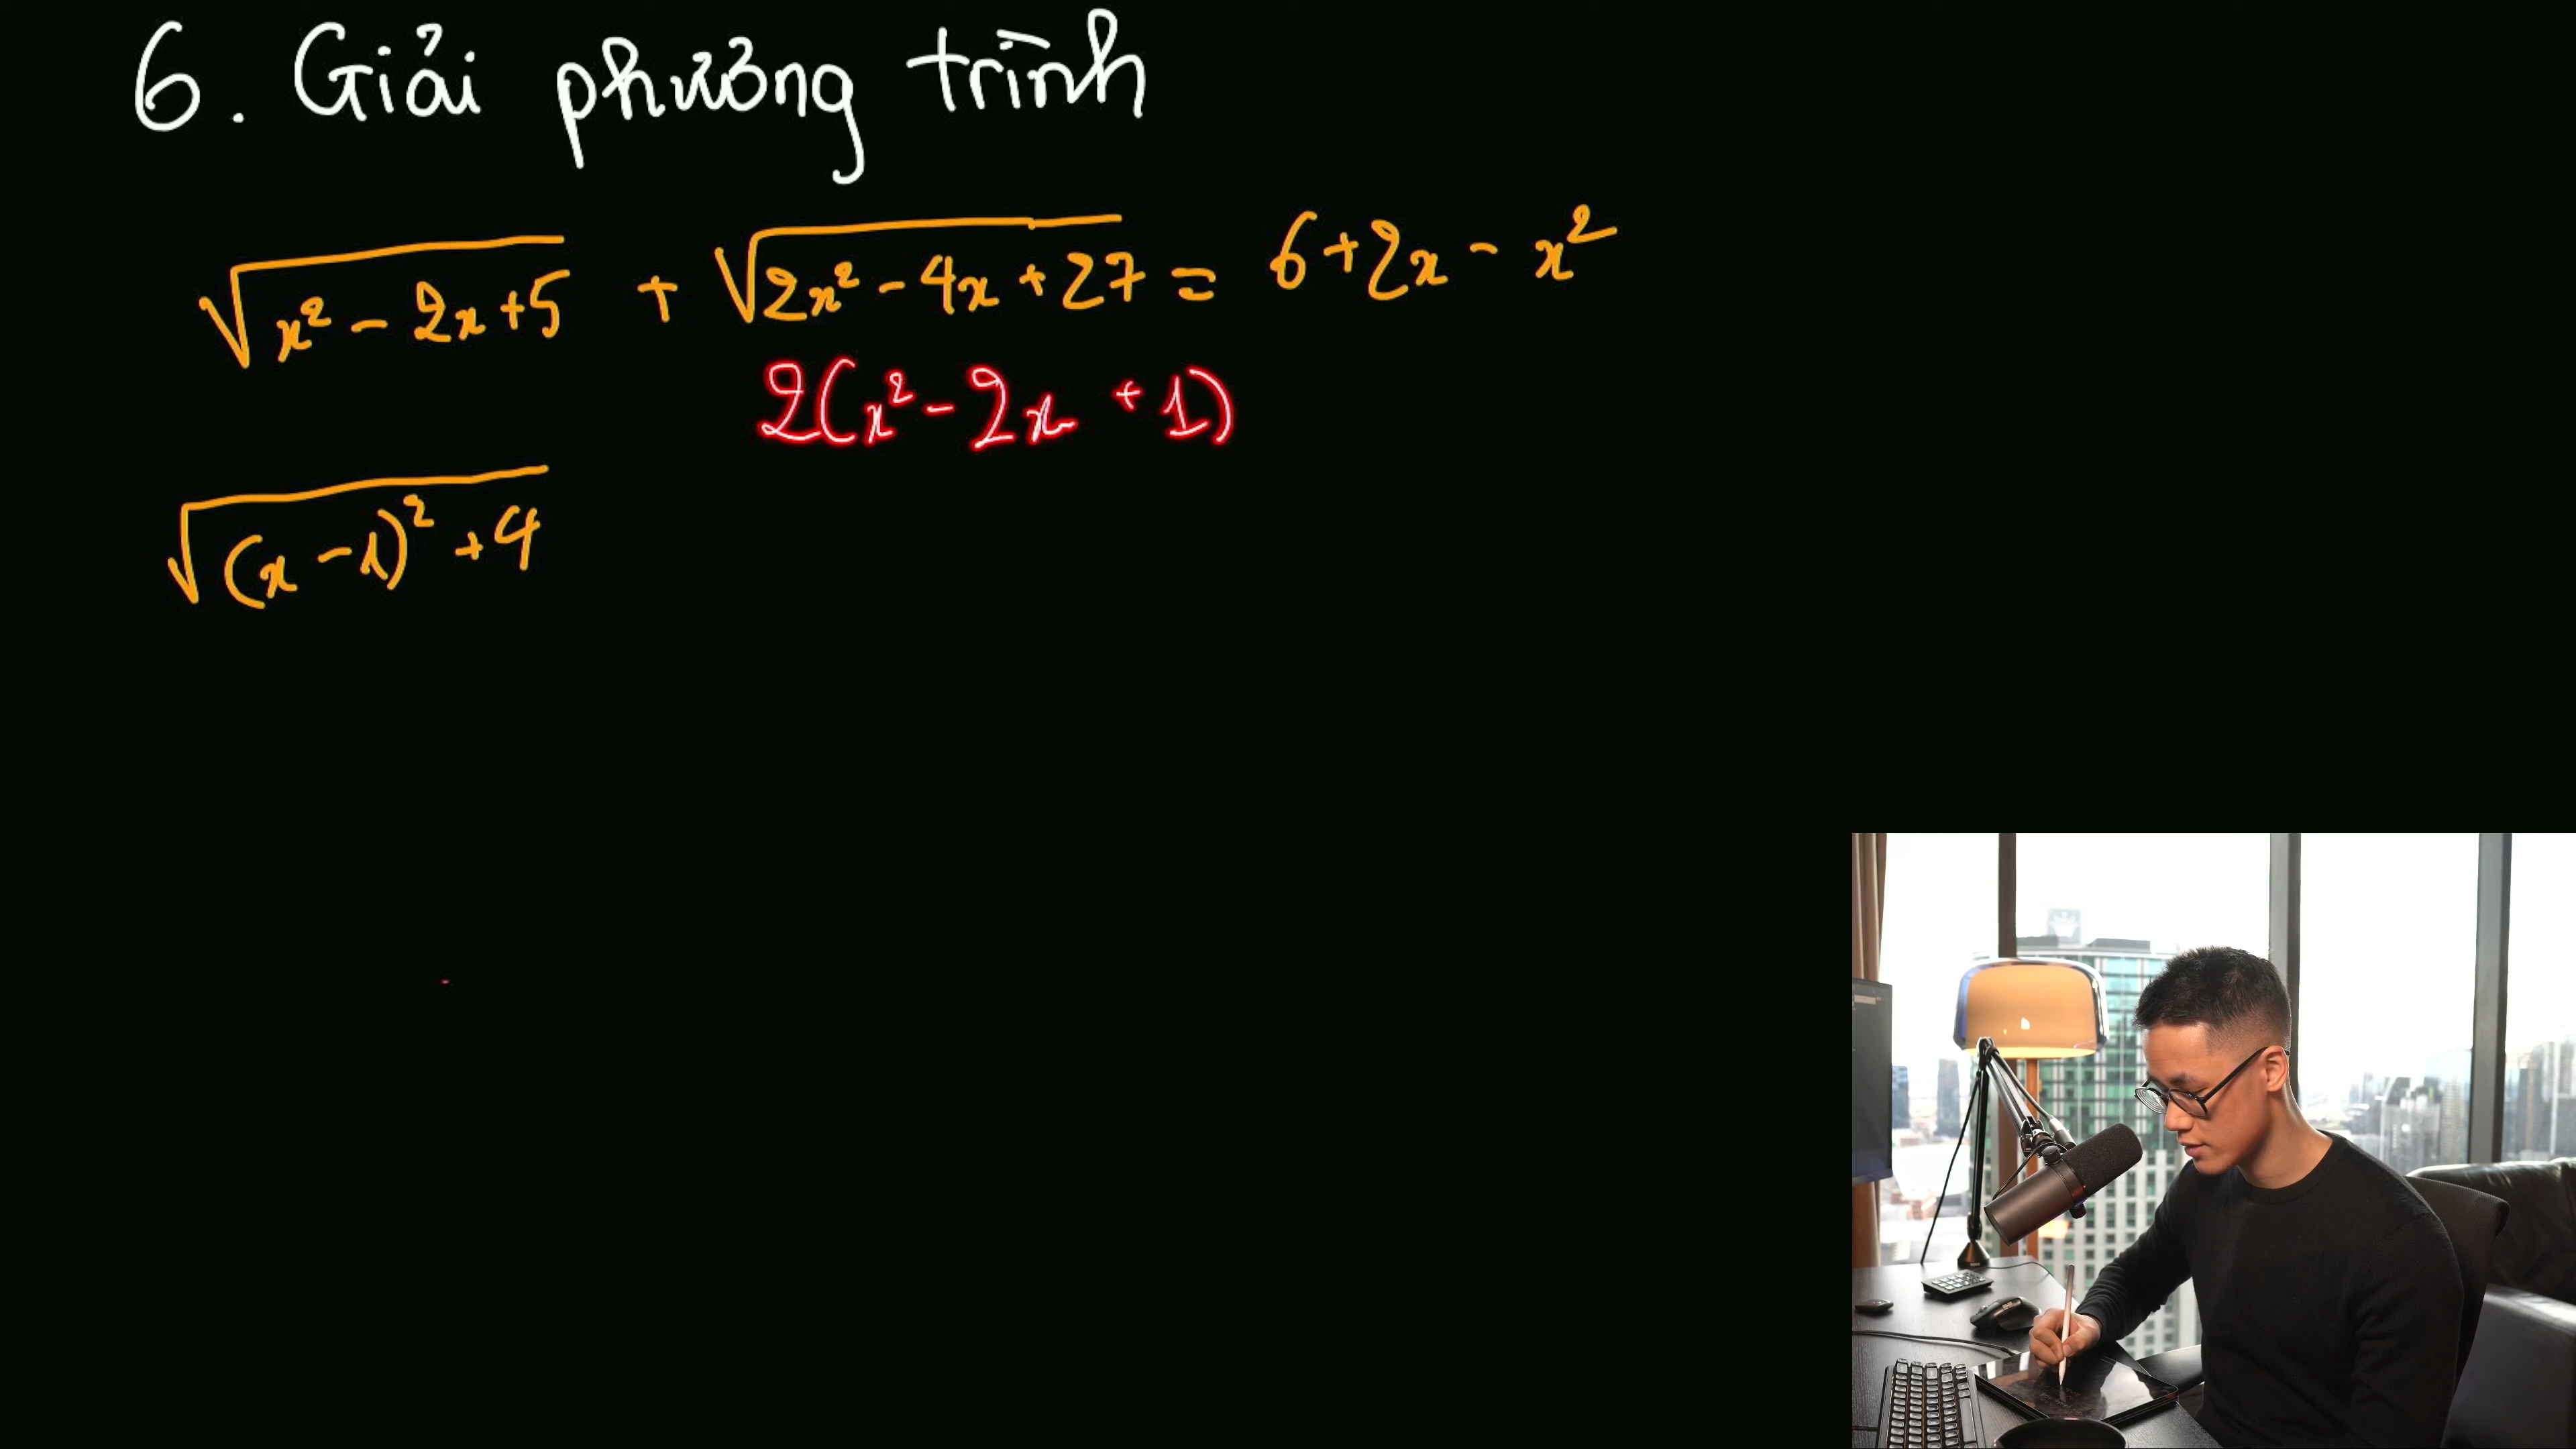 6. Giải phương trình
√(x² - 2x + 5) + √(2x² - 4x + 27) = 6 + 2x - x²
2(x² - 2x + 1)
√((x - 1)² + 4)